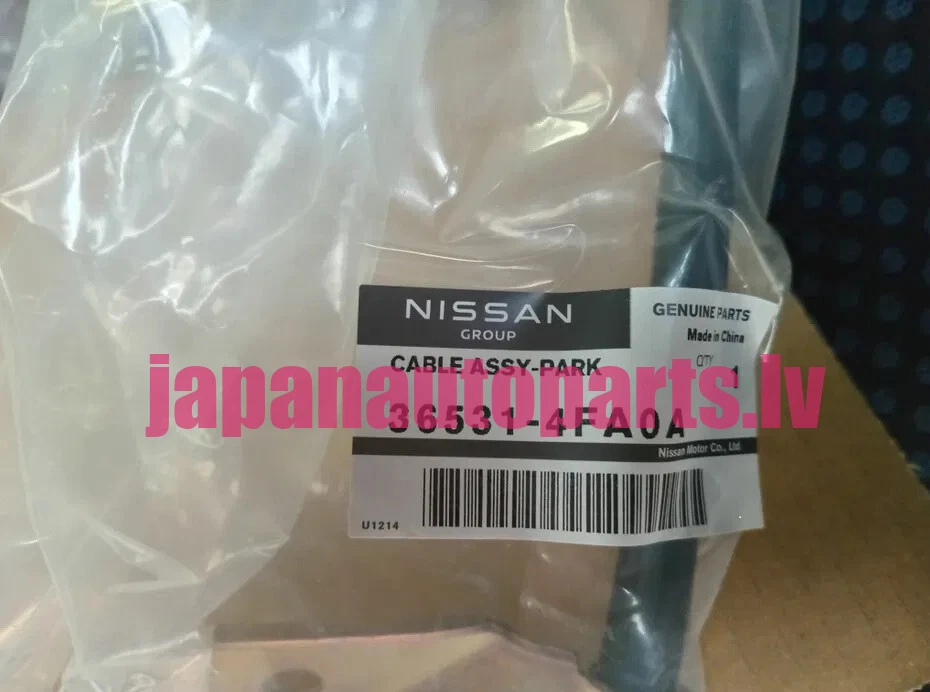 NISSAN
GROUP
GENUINE PARTS
Made in China
CABLE ASSY-PARK
QTY
1
japanautoparts.lv
36531-4FA0A
Nissan Motor Co., Ltd.
U1214